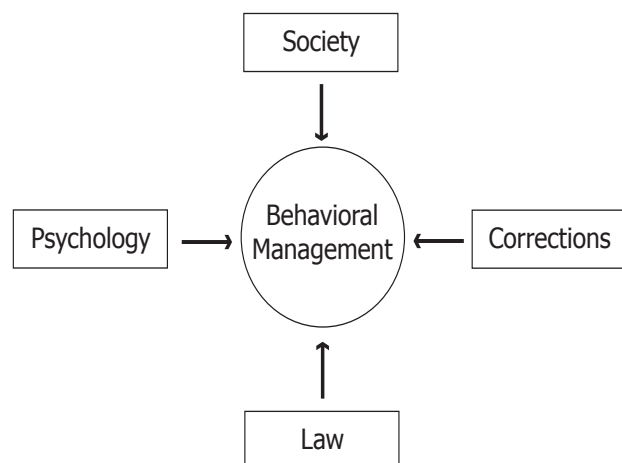 Society
Psychology
Behavioral
Management
Corrections
Law